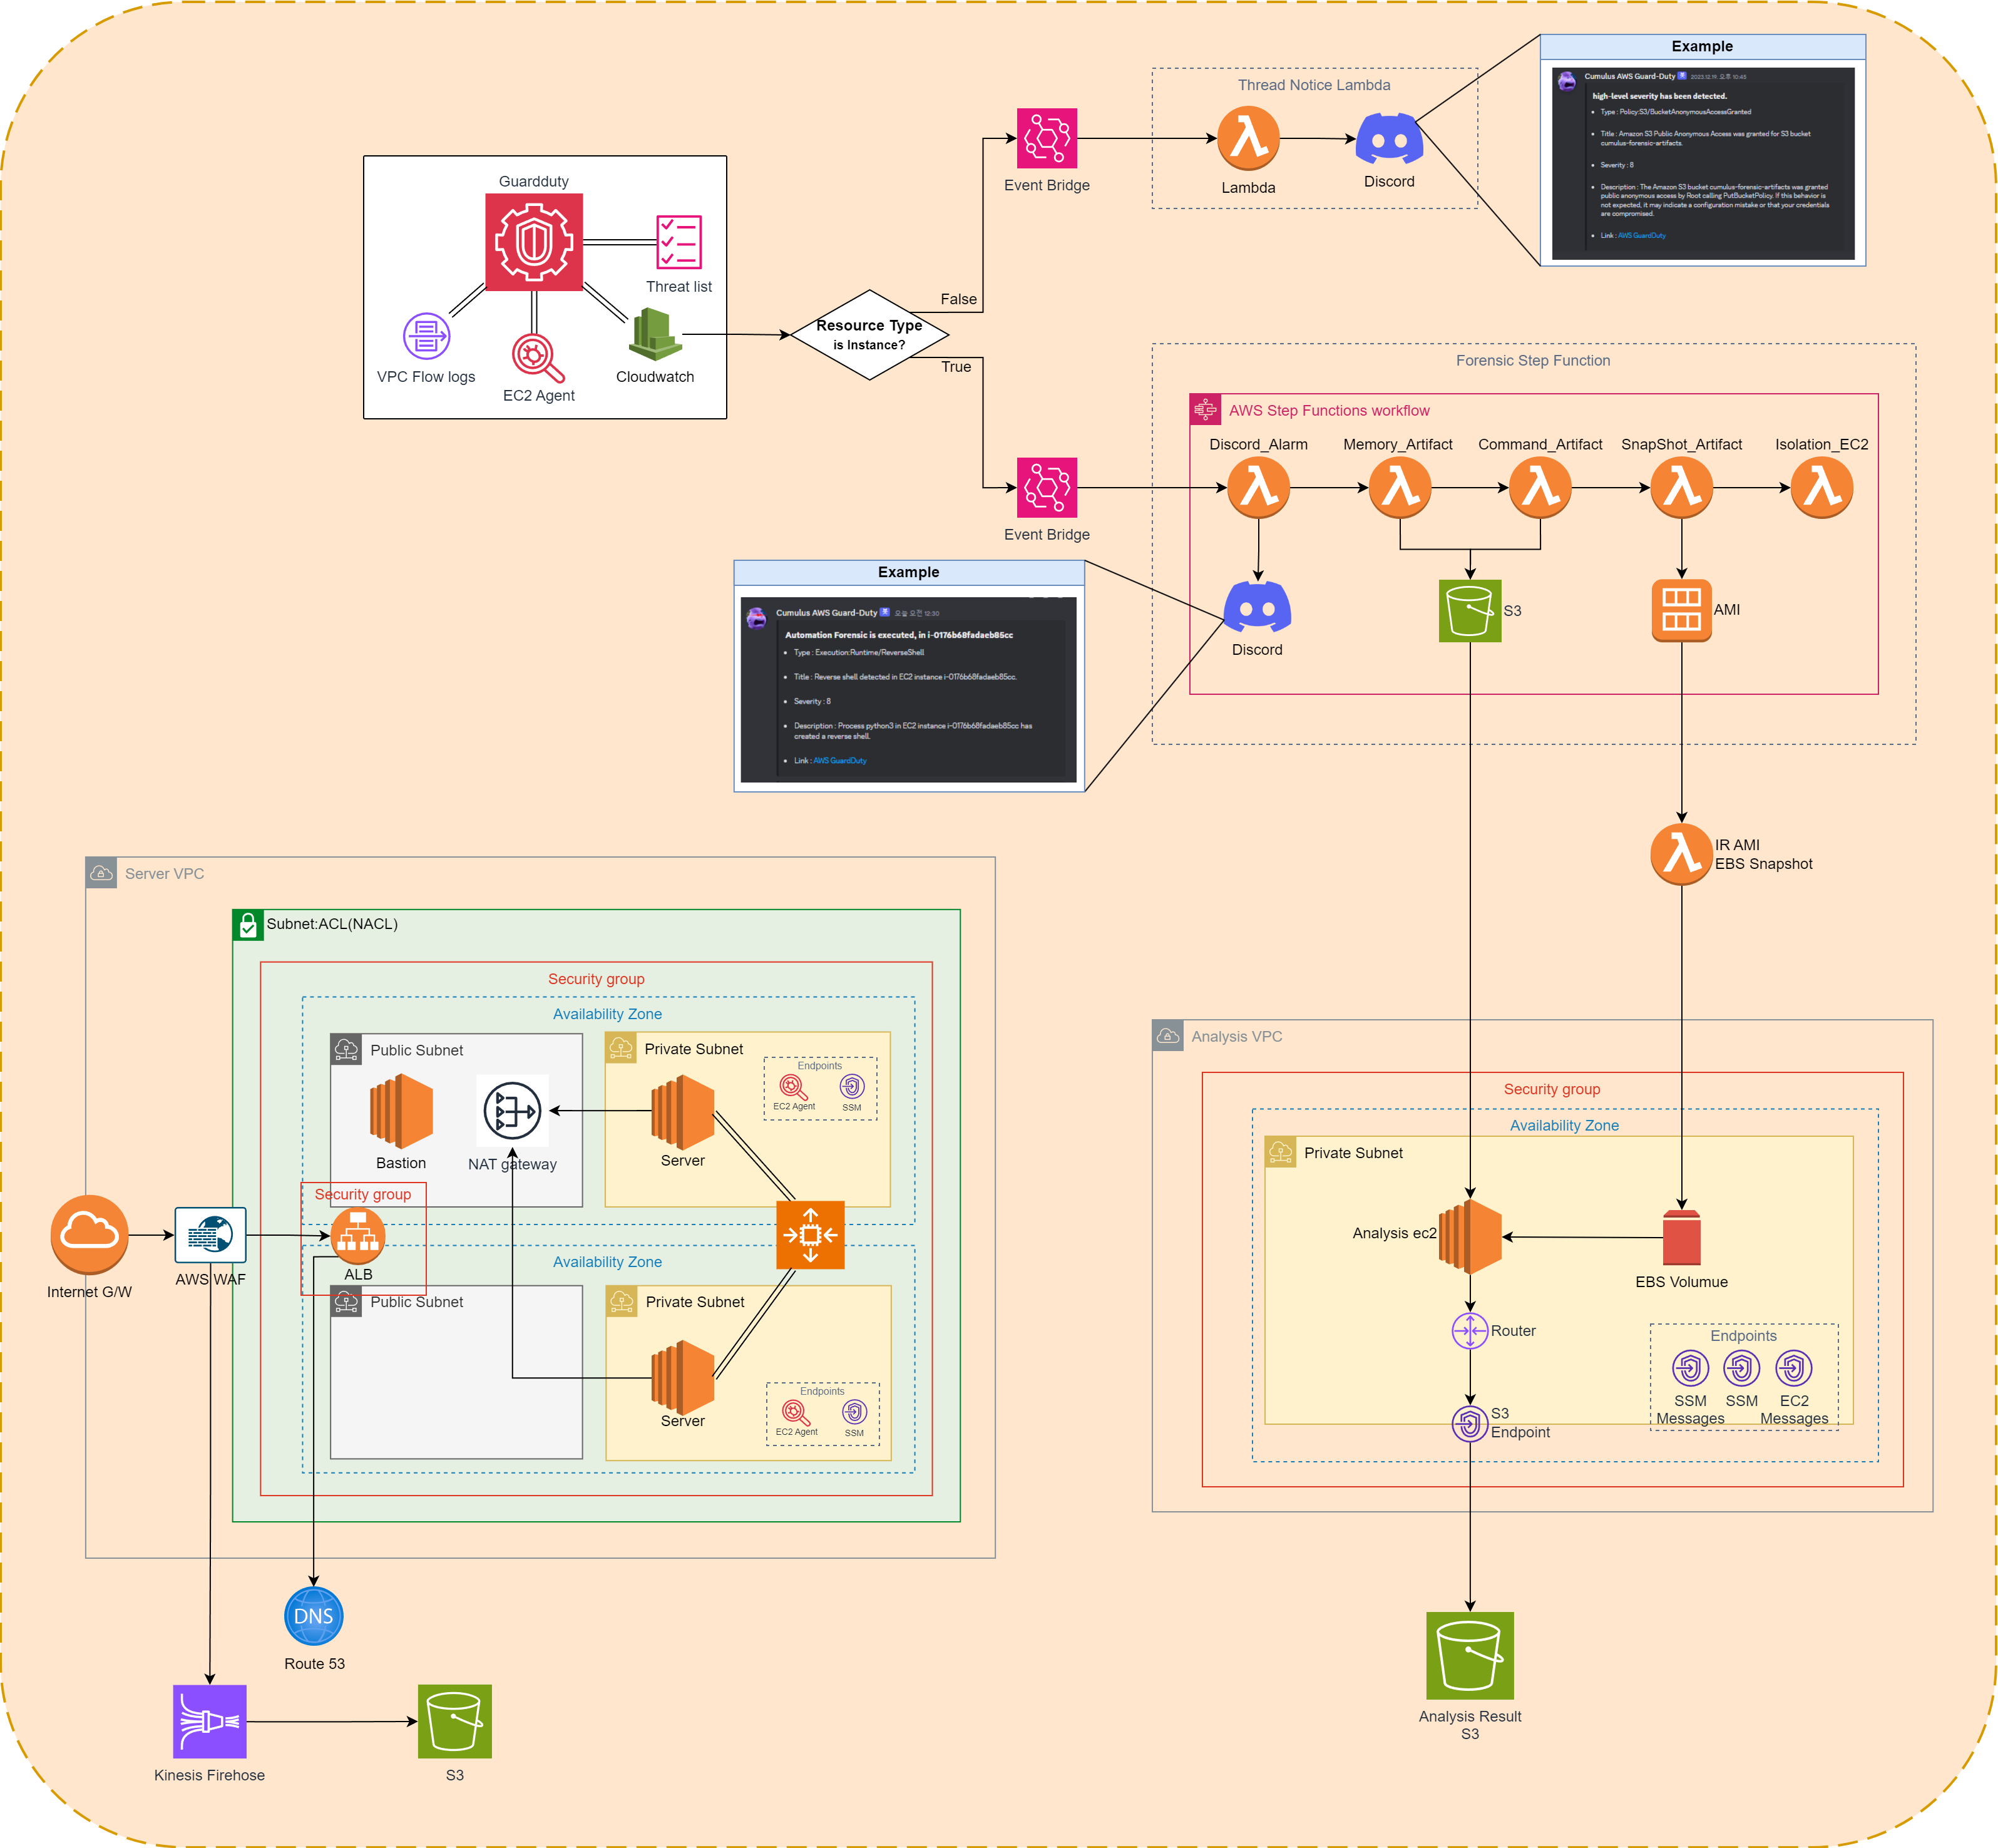 Example
Cumulus AWS Guard-Duty 봇 2023.12.19. 오후 10:45
high-level severity has been detected.
• Type : Policy:S3/BucketAnonymousAccessGranted
• Title : Amazon S3 Public Anonymous Access was granted for S3 bucket
cumulus-forensic-artifacts.
• Severity : 8
• Description : The Amazon S3 bucket cumulus-forensic-artifacts was granted
public anonymous access by Root calling PutBucketPolicy. If this behavior is
not expected, it may indicate a configuration mistake or that your credentials
are compromised.
• Link : AWS GuardDuty
Thread Notice Lambda
Event Bridge
Lambda
Discord
Guardduty
Threat list
VPC Flow logs
EC2 Agent
Cloudwatch
Resource Type
is Instance?
False
True
Forensic Step Function
AWS Step Functions workflow
Discord_Alarm
Memory_Artifact
Command_Artifact
SnapShot_Artifact
Isolation_EC2
Event Bridge
Discord
S3
AMI
Example
Cumulus AWS Guard-Duty 봇 오늘 오전 12:30
Automation Forensic is executed, in i-0176b68fadaeb85cc
• Type : Execution:Runtime/ReverseShell
• Title : Reverse shell detected in EC2 instance i-0176b68fadaeb85cc.
• Severity : 8
• Description : Process python3 in EC2 instance i-0176b68fadaeb85cc has
created a reverse shell.
• Link : AWS GuardDuty
IR AMI
EBS Snapshot
Server VPC
Subnet:ACL(NACL)
Security group
Availability Zone
Public Subnet
Bastion
NAT gateway
Private Subnet
Server
Endpoints
EC2 Agent
SSM
Security group
ALB
Internet G/W
AWS WAF
Availability Zone
Public Subnet
Private Subnet
Server
Endpoints
EC2 Agent
SSM
DNS
Route 53
Kinesis Firehose
S3
Analysis VPC
Security group
Availability Zone
Private Subnet
Analysis ec2
EBS Volumue
Router
S3
Endpoint
Endpoints
SSM
Messages
SSM
EC2
Messages
Analysis Result
S3